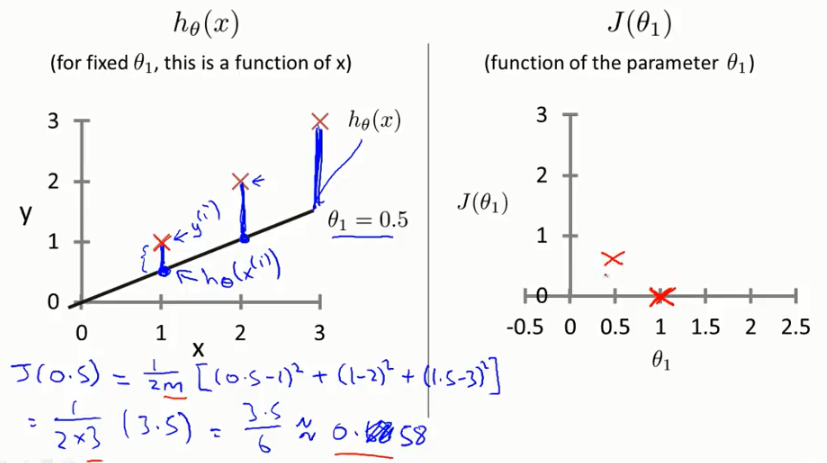 hθ(x)
(for fixed θ₁, this is a function of x)
3
2
1
0
y
0 1 2 3
x
hθ(x)
θ₁ = 0.5
y⁽ⁱ⁾
hθ(x⁽ⁱ⁾)
J(θ₁)
(function of the parameter θ₁)
3
2
1
0
J(θ₁)
-0.5 0 0.5 1 1.5 2 2.5
θ₁
J(0.5) = 1/2m [(0.5-1)² + (1-2)² + (1.5-3)²]
= 1/2×3 (3.5) = 3.5/6 ≈ 0.58